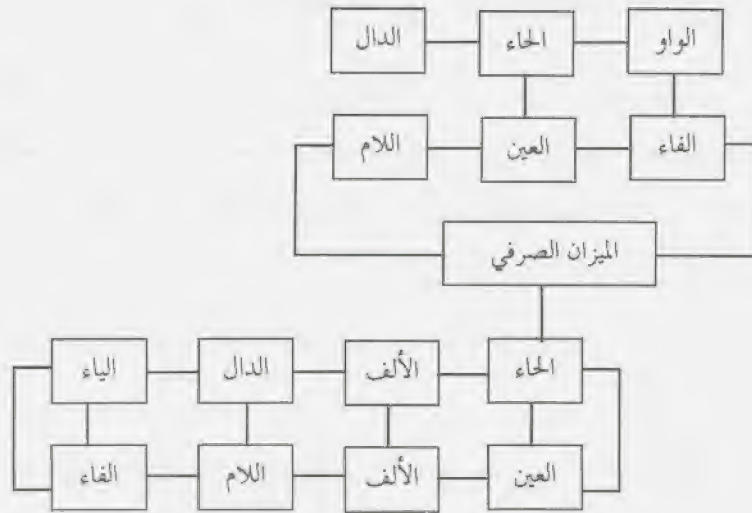 الواو الحاء الدال
الفاء العين اللام
الميزان الصرفي
الحاء الألف الدال الياء
العين الألف اللام الفاء